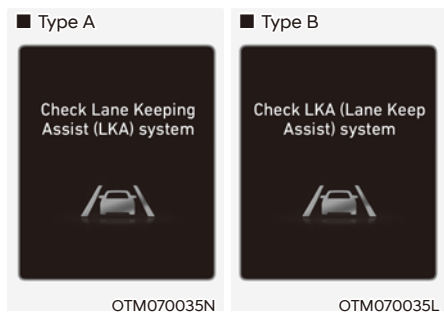 ■ Type A
Check Lane Keeping
Assist (LKA) system
OTM070035N
■ Type B
Check LKA (Lane Keep
Assist) system
OTM070035L